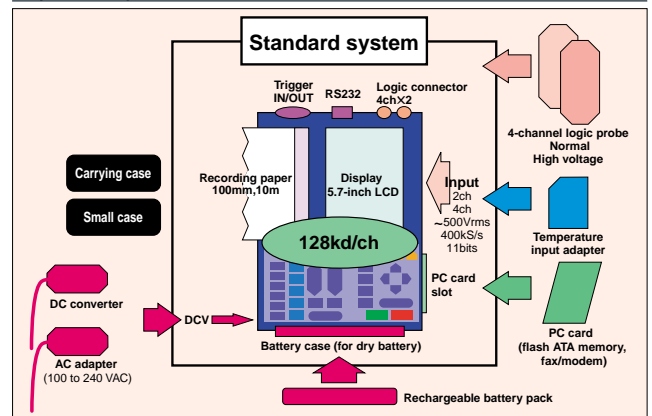 Standard system
Trigger
IN/OUT
RS232
Logic connector
4ch×2
4-channel logic probe
Normal
High voltage
Carrying case
Small case
Recording paper
100mm,10m
Display
5.7-inch LCD
Input
2ch
4ch
~500Vrms
400kS/s
11bits
128kd/ch
Temperature
input adapter
PC card
slot
DC converter
DCV
PC card
(flash ATA memory,
fax/modem)
Battery case (for dry battery)
AC adapter
(100 to 240 VAC)
Rechargeable battery pack